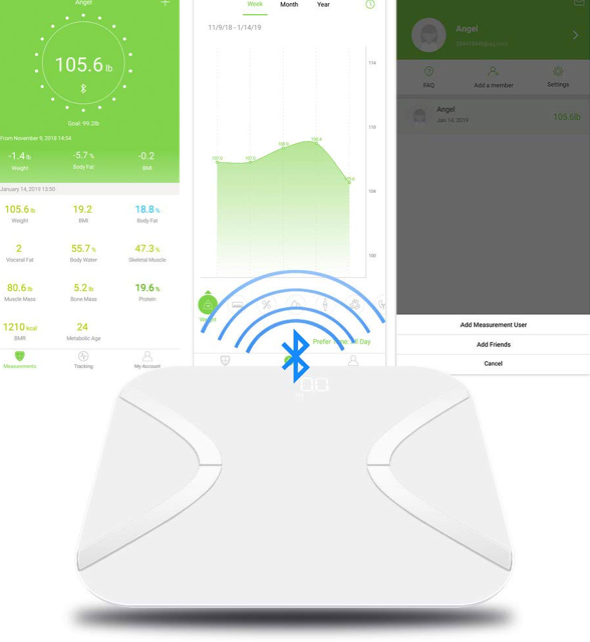 Angel
105.6 lb
Goal: 99.2lb
From November 9, 2018 14:54
-1.4 lb
Weight
-5.7 %
Body Fat
-0.2
BMI
January 14, 2019 13:50
105.6 lb
Weight
19.2
BMI
18.8 %
Body Fat
2
Visceral Fat
55.7 %
Body Water
47.3 %
Skeletal Muscle
80.6 lb
Muscle Mass
5.2 lb
Bone Mass
19.6 %
Protein
1210 kcal
BMR
24
Metabolic Age
Measurements
Tracking
My Account
Week
Month
Year
11/9/18 - 1/14/19
114
110
104
100
All Day
Angel
FAQ
Add a member
Settings
Angel
Jan 14, 2019
105.6lb
Add Measurement User
Add Friends
Cancel